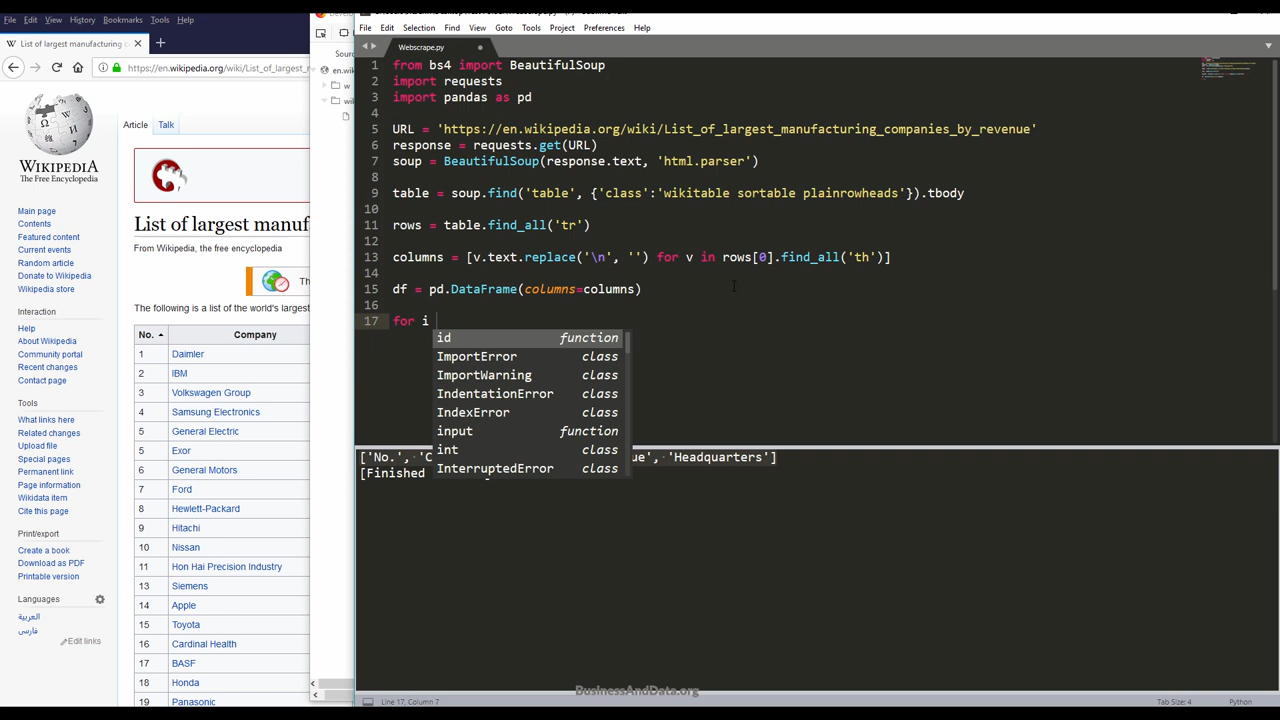 File Edit View History Bookmarks Tools Help
List of largest manufacturing
https://en.wikipedia.org/wiki/List_of_largest_
WIKIPEDIA
The Free Encyclopedia
Main page
Contents
Featured content
Current events
Random article
Donate to Wikipedia
Wikipedia store
Interaction
Help
About Wikipedia
Community portal
Recent changes
Contact page
Tools
What links here
Related changes
Upload file
Special pages
Permanent link
Page information
Wikidata item
Cite this page
Print/export
Create a book
Download as PDF
Printable version
Languages
العربية
فارسی
Edit links
Article Talk
List of largest manuf
From Wikipedia, the free encyclopedia
Th
This is a list of the world's largest
No. Company
1 Daimler
2 IBM
3 Volkswagen Group
4 Samsung Electronics
5 General Electric
5 Exor
6 General Motors
7 Ford
8 Hewlett-Packard
9 Hitachi
10 Nissan
11 Hon Hai Precision Industry
13 Siemens
14 Apple
15 Toyota
16 Cardinal Health
17 BASF
18 Honda
19 Panasonic
Sourc
en.wiki
w
wik
File Edit Selection Find View Goto Tools Project Preferences Help
Webscrape.py
1 from bs4 import BeautifulSoup
2 import requests
3 import pandas as pd
4
5 URL = 'https://en.wikipedia.org/wiki/List_of_largest_manufacturing_companies_by_revenue'
6 response = requests.get(URL)
7 soup = BeautifulSoup(response.text, 'html.parser')
8
9 table = soup.find('table', {'class':'wikitable sortable plainrowheads'}).tbody
10
11 rows = table.find_all('tr')
12
13 columns = [v.text.replace('\n', '') for v in rows[0].find_all('th')]
14
15 df = pd.DataFrame(columns=columns)
16
17 for i
id function
ImportError class
ImportWarning class
IndentationError class
IndexError class
input function
int class
InterruptedError class
['No.', 'C ue', 'Headquarters']
[Finished
BusinessAndData.org
Line 17, Column 7 Tab Size: 4 Python